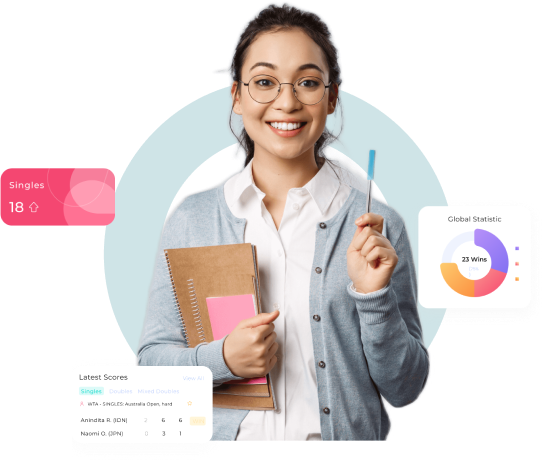 Singles
18
Global Statistic
23 Wins
Latest Scores
View All
Singles Doubles Mixed Doubles
WTA - SINGLES: Australia Open, hard
Anindita R. (IDN) 2 6 6
Naomi O. (JPN) 0 3 1